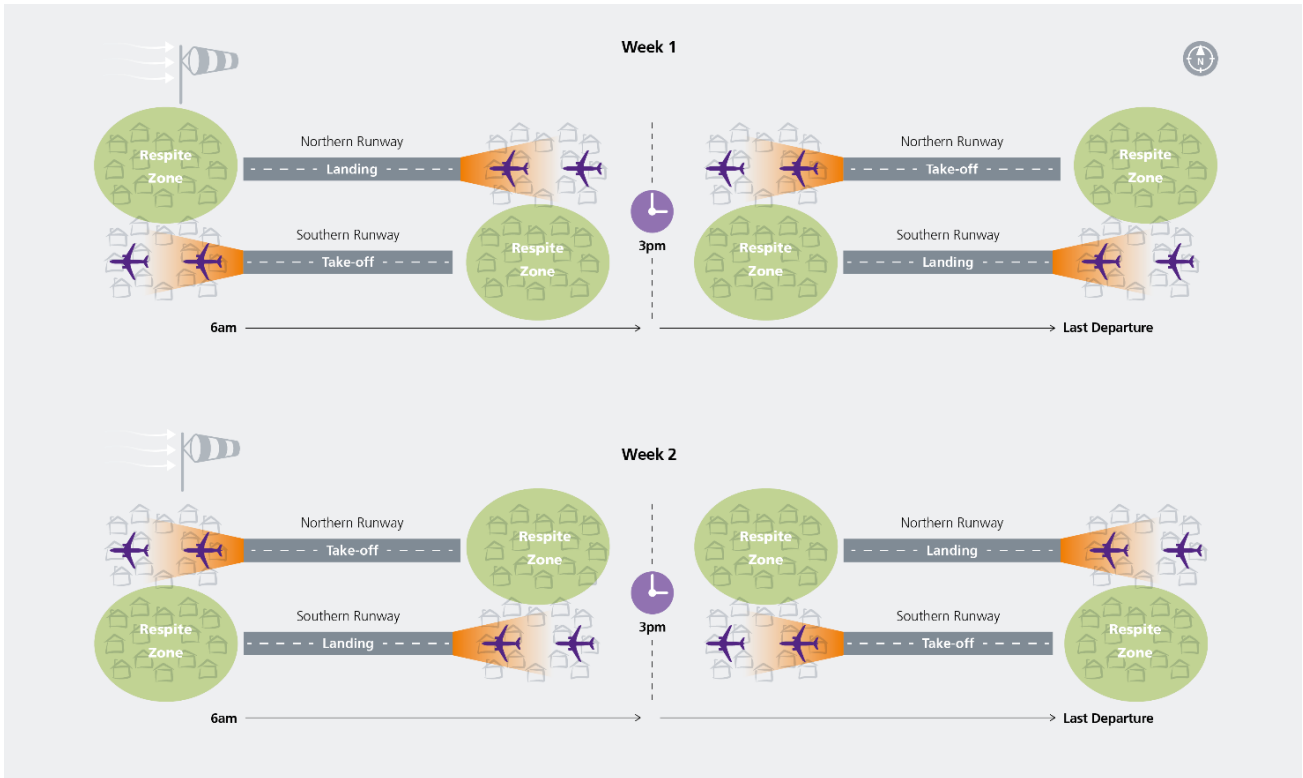 Week 1
N
Northern Runway
Northern Runway
Respite
Zone
Landing
Take-off
Respite
Zone
3pm
Southern Runway
Southern Runway
Take-off
Respite
Zone
Respite
Zone
Landing
6am
Last Departure
Week 2
Northern Runway
Northern Runway
Take-off
Respite
Zone
Respite
Zone
Landing
3pm
Southern Runway
Southern Runway
Respite
Zone
Landing
Take-off
Respite
Zone
6am
Last Departure